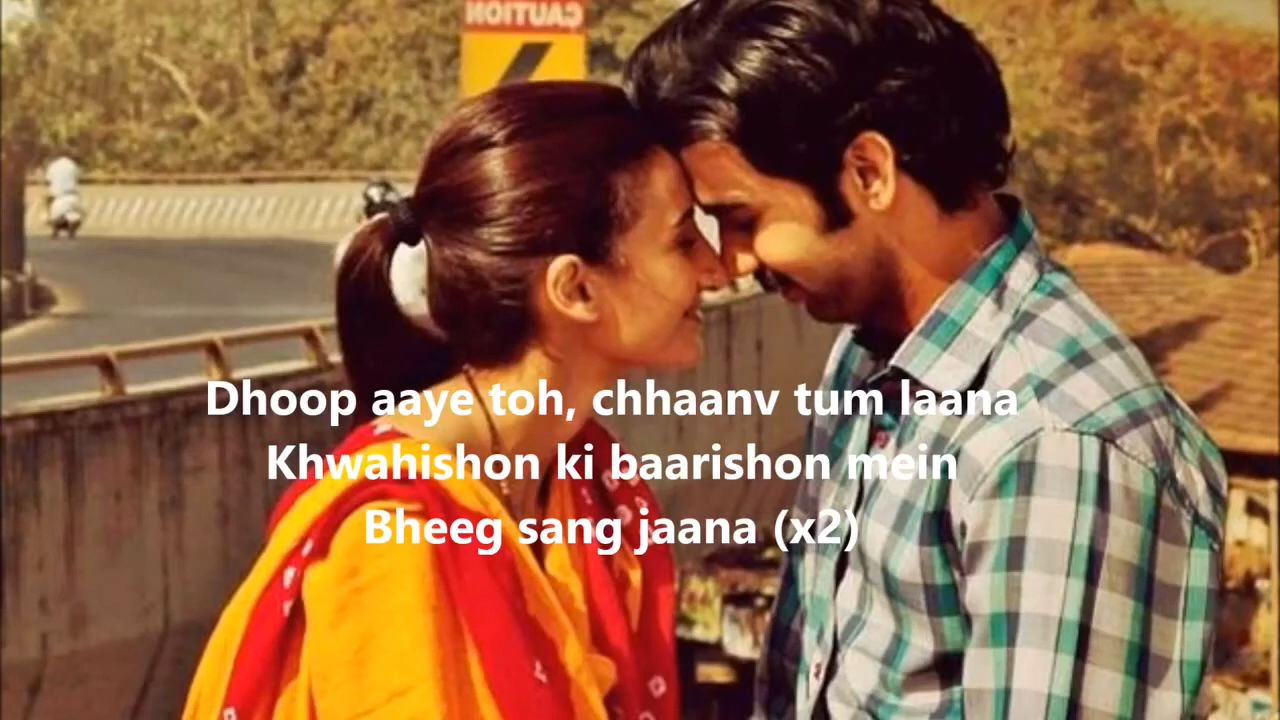 CAUTION
Dhoop aaye toh, chhaanv tum laana
Khwahishon ki baarishon mein
Bheeg sang jaana (x2)